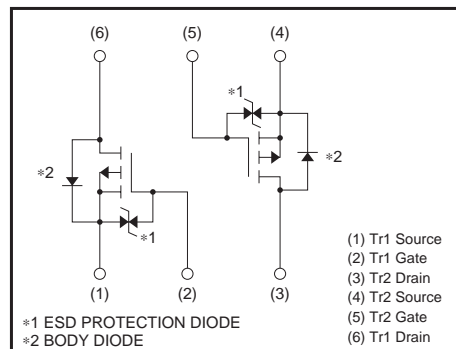 (6) (5) (4)
∗1
∗2
∗2
∗1
(1) (2) (3)
(1) Tr1 Source
(2) Tr1 Gate
(3) Tr2 Drain
(4) Tr2 Source
(5) Tr2 Gate
(6) Tr1 Drain
∗1 ESD PROTECTION DIODE
∗2 BODY DIODE